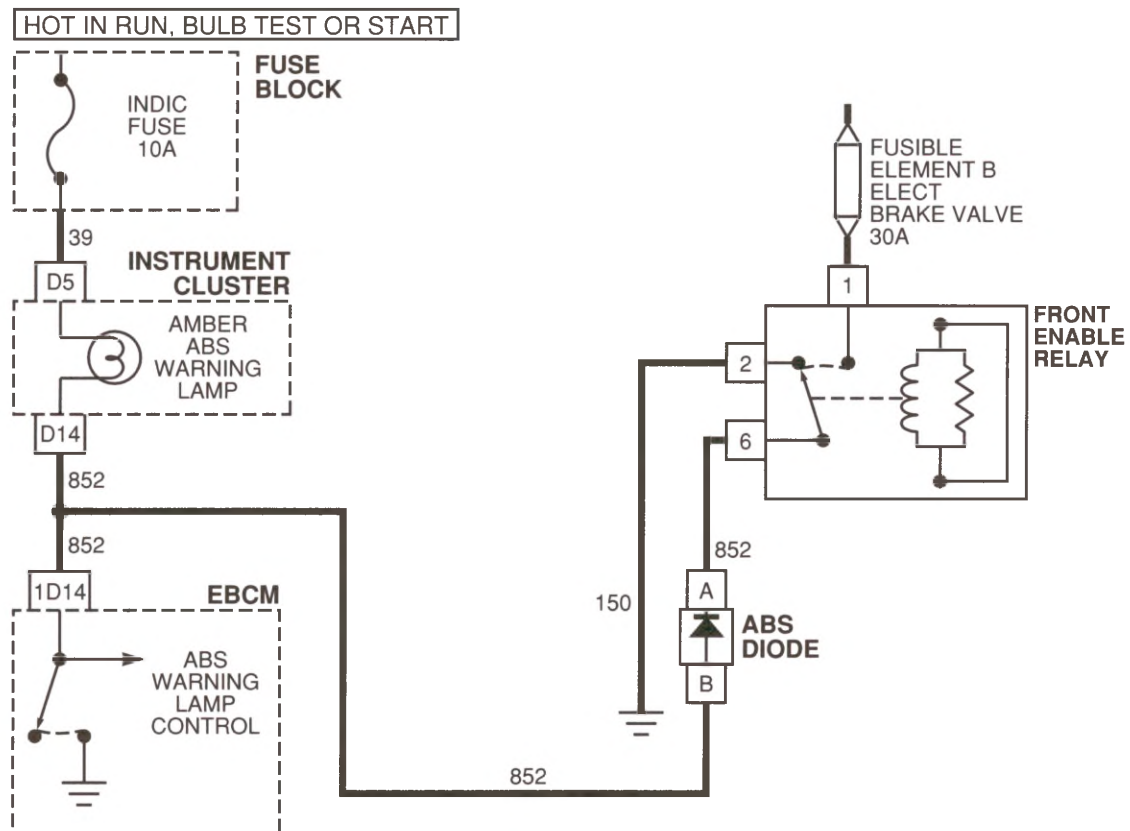 HOT IN RUN, BULB TEST OR START
FUSE
BLOCK
INDIC
FUSE
10A
39
INSTRUMENT
CLUSTER
D5
AMBER
ABS
WARNING
LAMP
D14
852
852
1D14
EBCM
ABS
WARNING
LAMP
CONTROL
FUSIBLE
ELEMENT B
ELECT
BRAKE VALVE
30A
1
FRONT
ENABLE
RELAY
2
6
852
150
A
ABS
DIODE
B
852